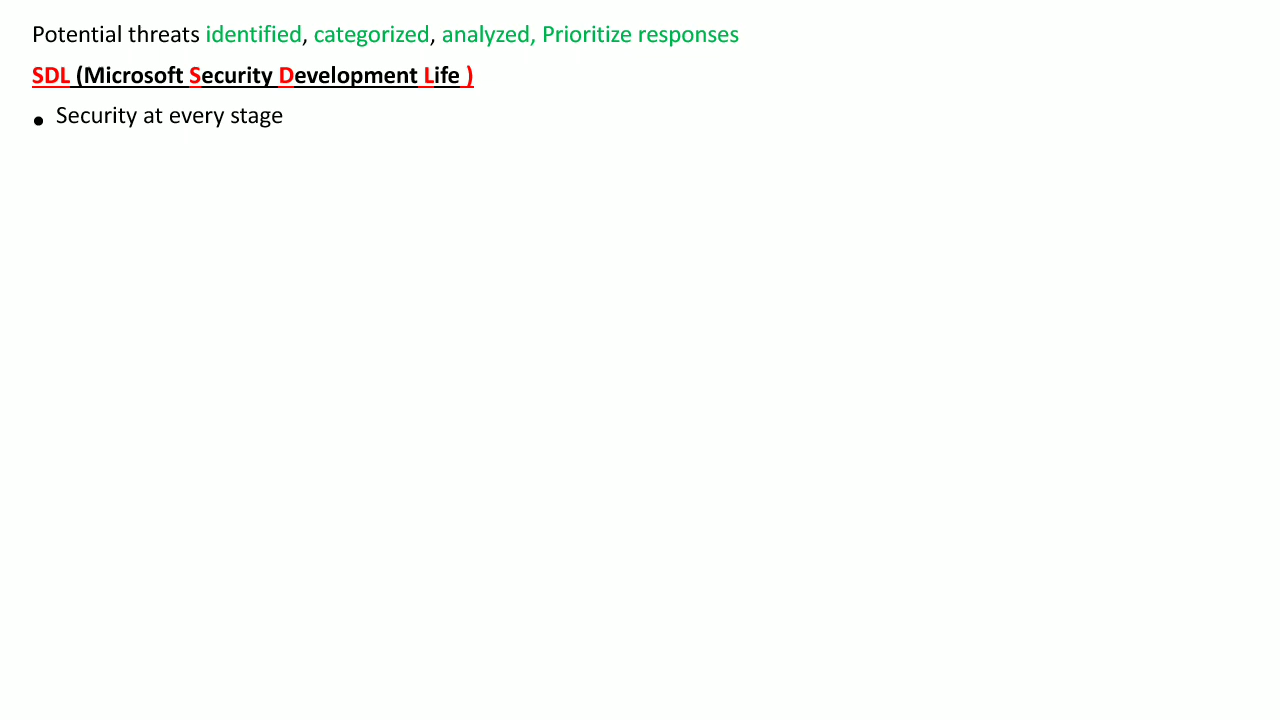 Potential threats identified, categorized, analyzed, Prioritize responses
SDL (Microsoft Security Development Life )
• Security at every stage